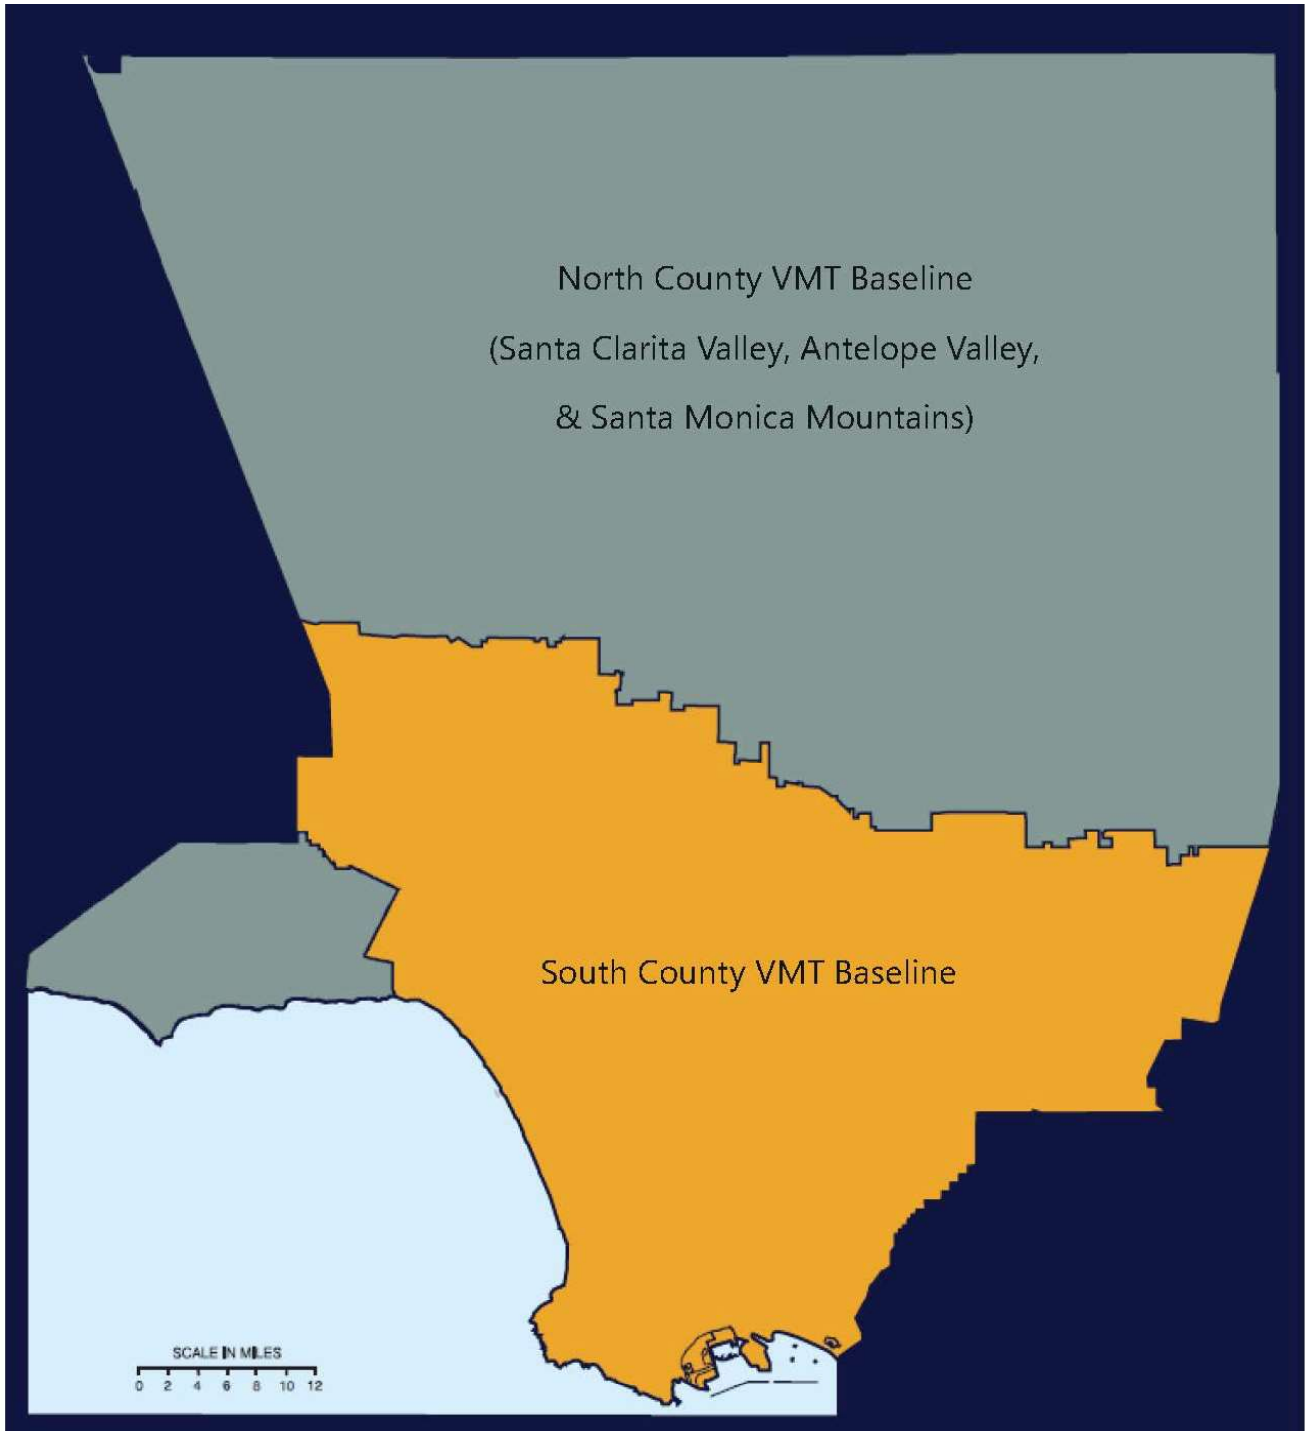 North County VMT Baseline
(Santa Clarita Valley, Antelope Valley,
& Santa Monica Mountains)
South County VMT Baseline
SCALE IN MILES
0 2 4 6 8 10 12